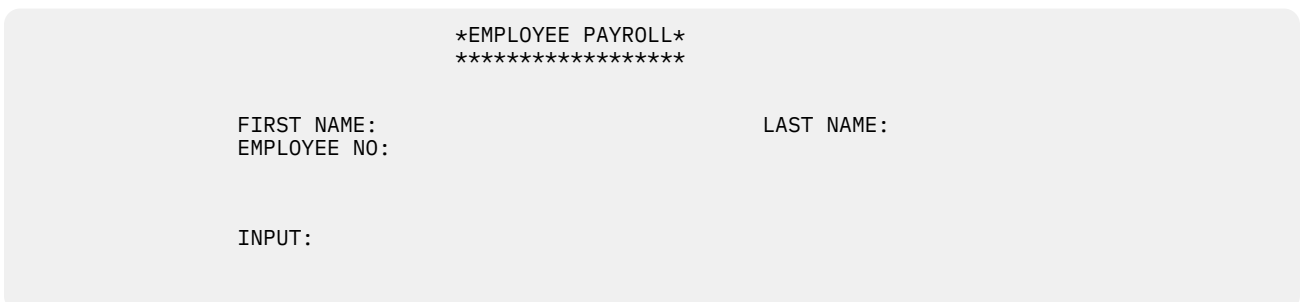 *EMPLOYEE PAYROLL*
******************
FIRST NAME: LAST NAME:
EMPLOYEE NO:
INPUT: